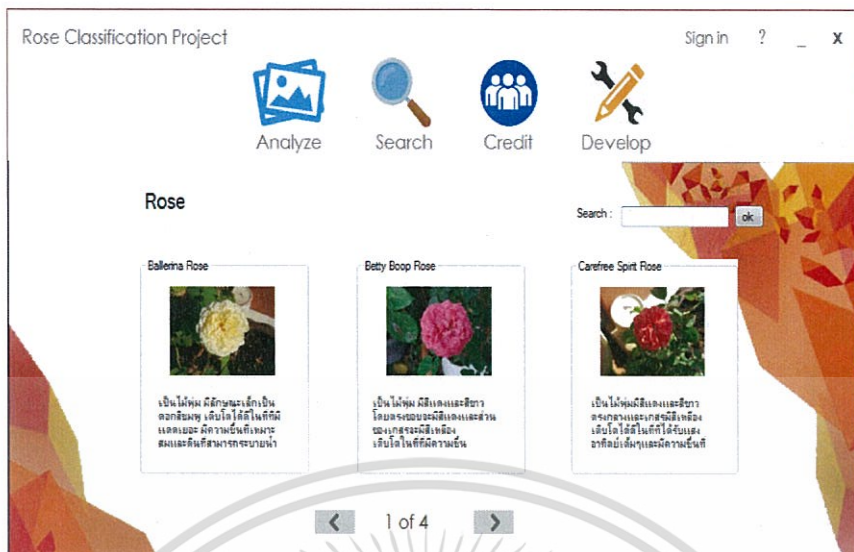 Rose Classification Project
Sign in ? _ X
Analyze Search Credit Develop
Rose
Search : ok
Ballerina Rose
เป็นไม้พุ่ม มีลักษณะเล็กเป็น
ดอกสีชมพู เติบโตได้ดีในที่ที่มี
แดดเยอะ มีความชื้นที่เหมาะ
สมและดินที่สามารถระบายน้ำ
Betty Boop Rose
เป็นไม้พุ่ม มีสีแดงและสีขาว
โดยตรงขอบจะมีสีแดงและส่วน
ของเกสรจะมีสีเหลือง
เติบโตในที่ที่มีความชื้น
Carefree Spirit Rose
เป็นไม้พุ่มมีสีแดงและสีขาว
ตรงกลางและเกสรมีสีเหลือง
เติบโตได้ดีในที่ที่ได้รับแสง
อาทิตย์เต็มๆและมีความชื้นที่
< 1 of 4 >